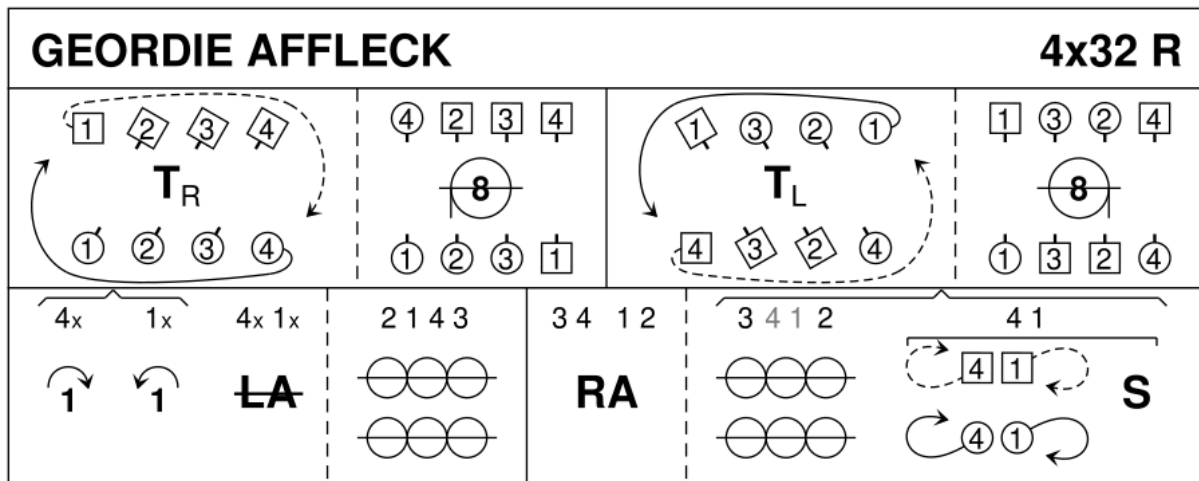 GEORDIE AFFLECK 4x32 R
1 2 3 4
T R
1 2 3 4
4 2 3 4
8
1 2 3 1
1 3 2 1
T L
4 3 2 4
1 3 2 4
8
1 3 2 4
4x 1x 4x 1x
1 1 LA
2 1 4 3
3 4 1 2
RA
3 4 1 2 4 1
4 1 S
4 1